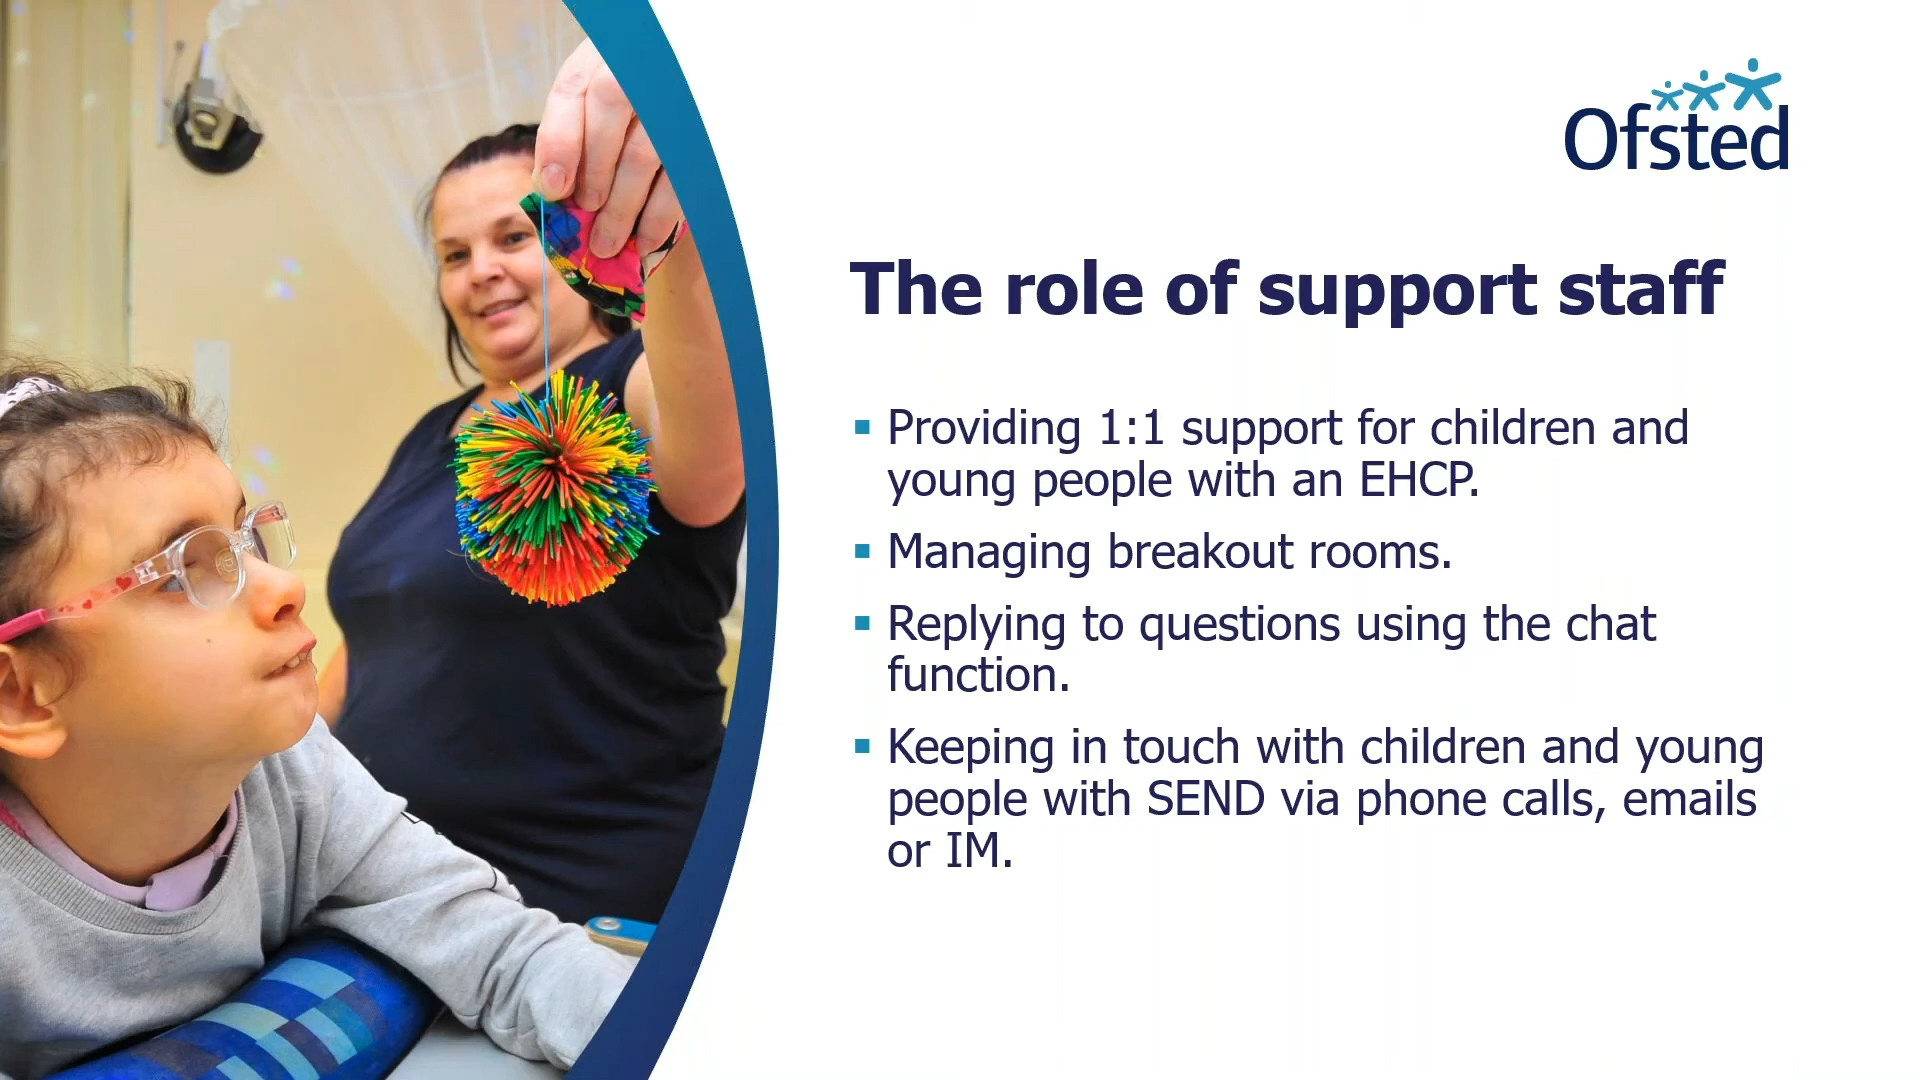 Ofsted
The role of support staff
▪ Providing 1:1 support for children and
young people with an EHCP.
▪ Managing breakout rooms.
▪ Replying to questions using the chat
function.
▪ Keeping in touch with children and young
people with SEND via phone calls, emails
or IM.